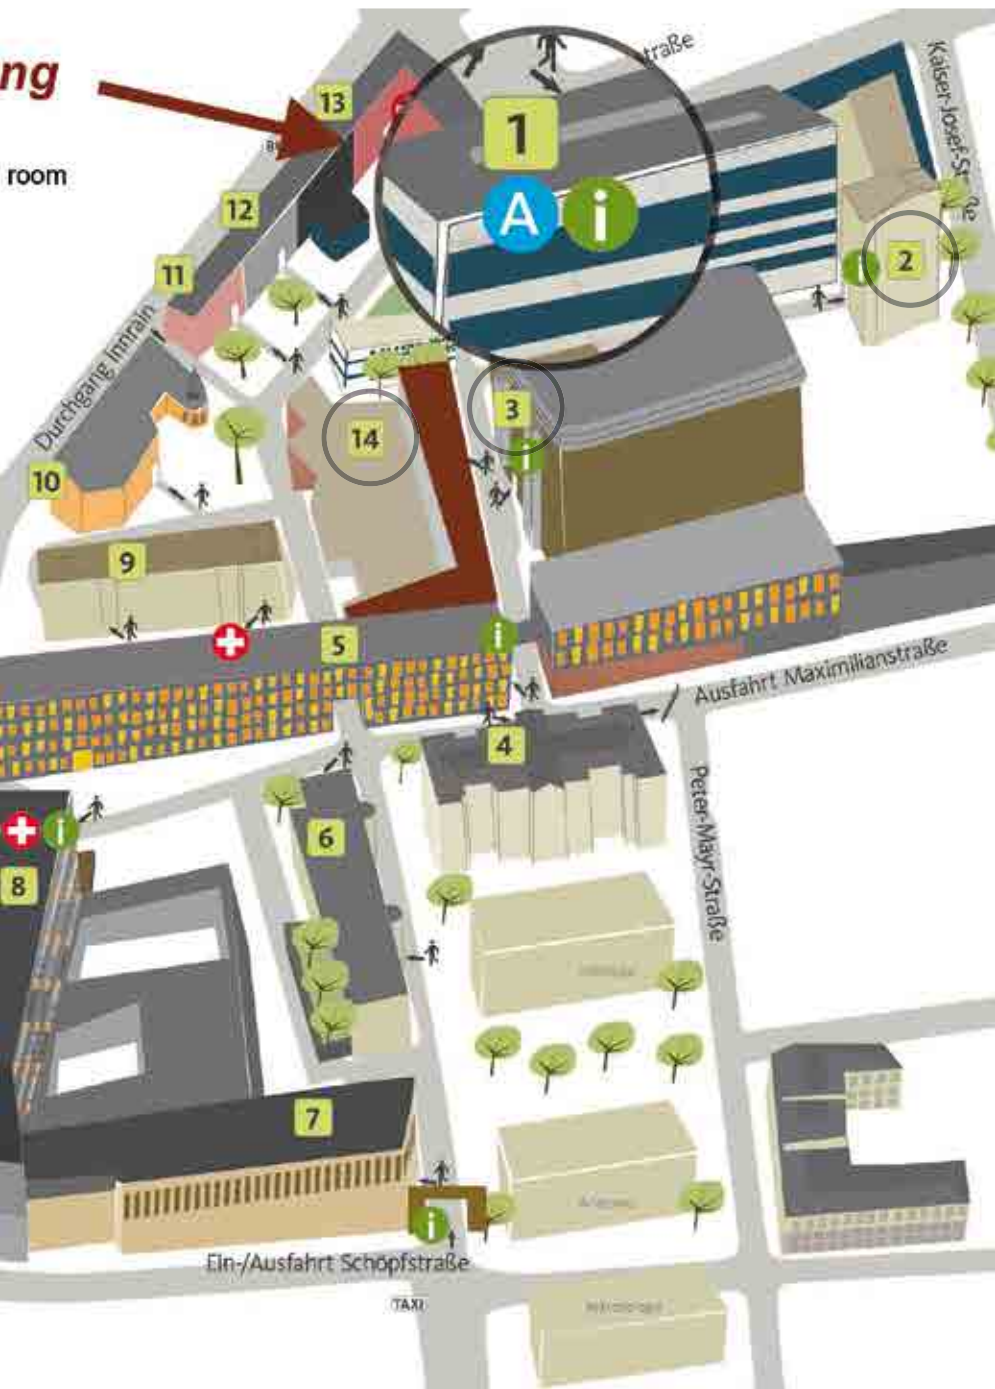 ng
room
traße
Kaiser-Josef-Straße
13
1
A i
12
2
i
11
Durchgang Innrain
3
14
i
10
9
5
i
Ausfahrt Maximilianstraße
4
Peter-Mayr-Straße
6
i
8
7
i
Ein-/Ausfahrt Schöpfstraße
TAXI